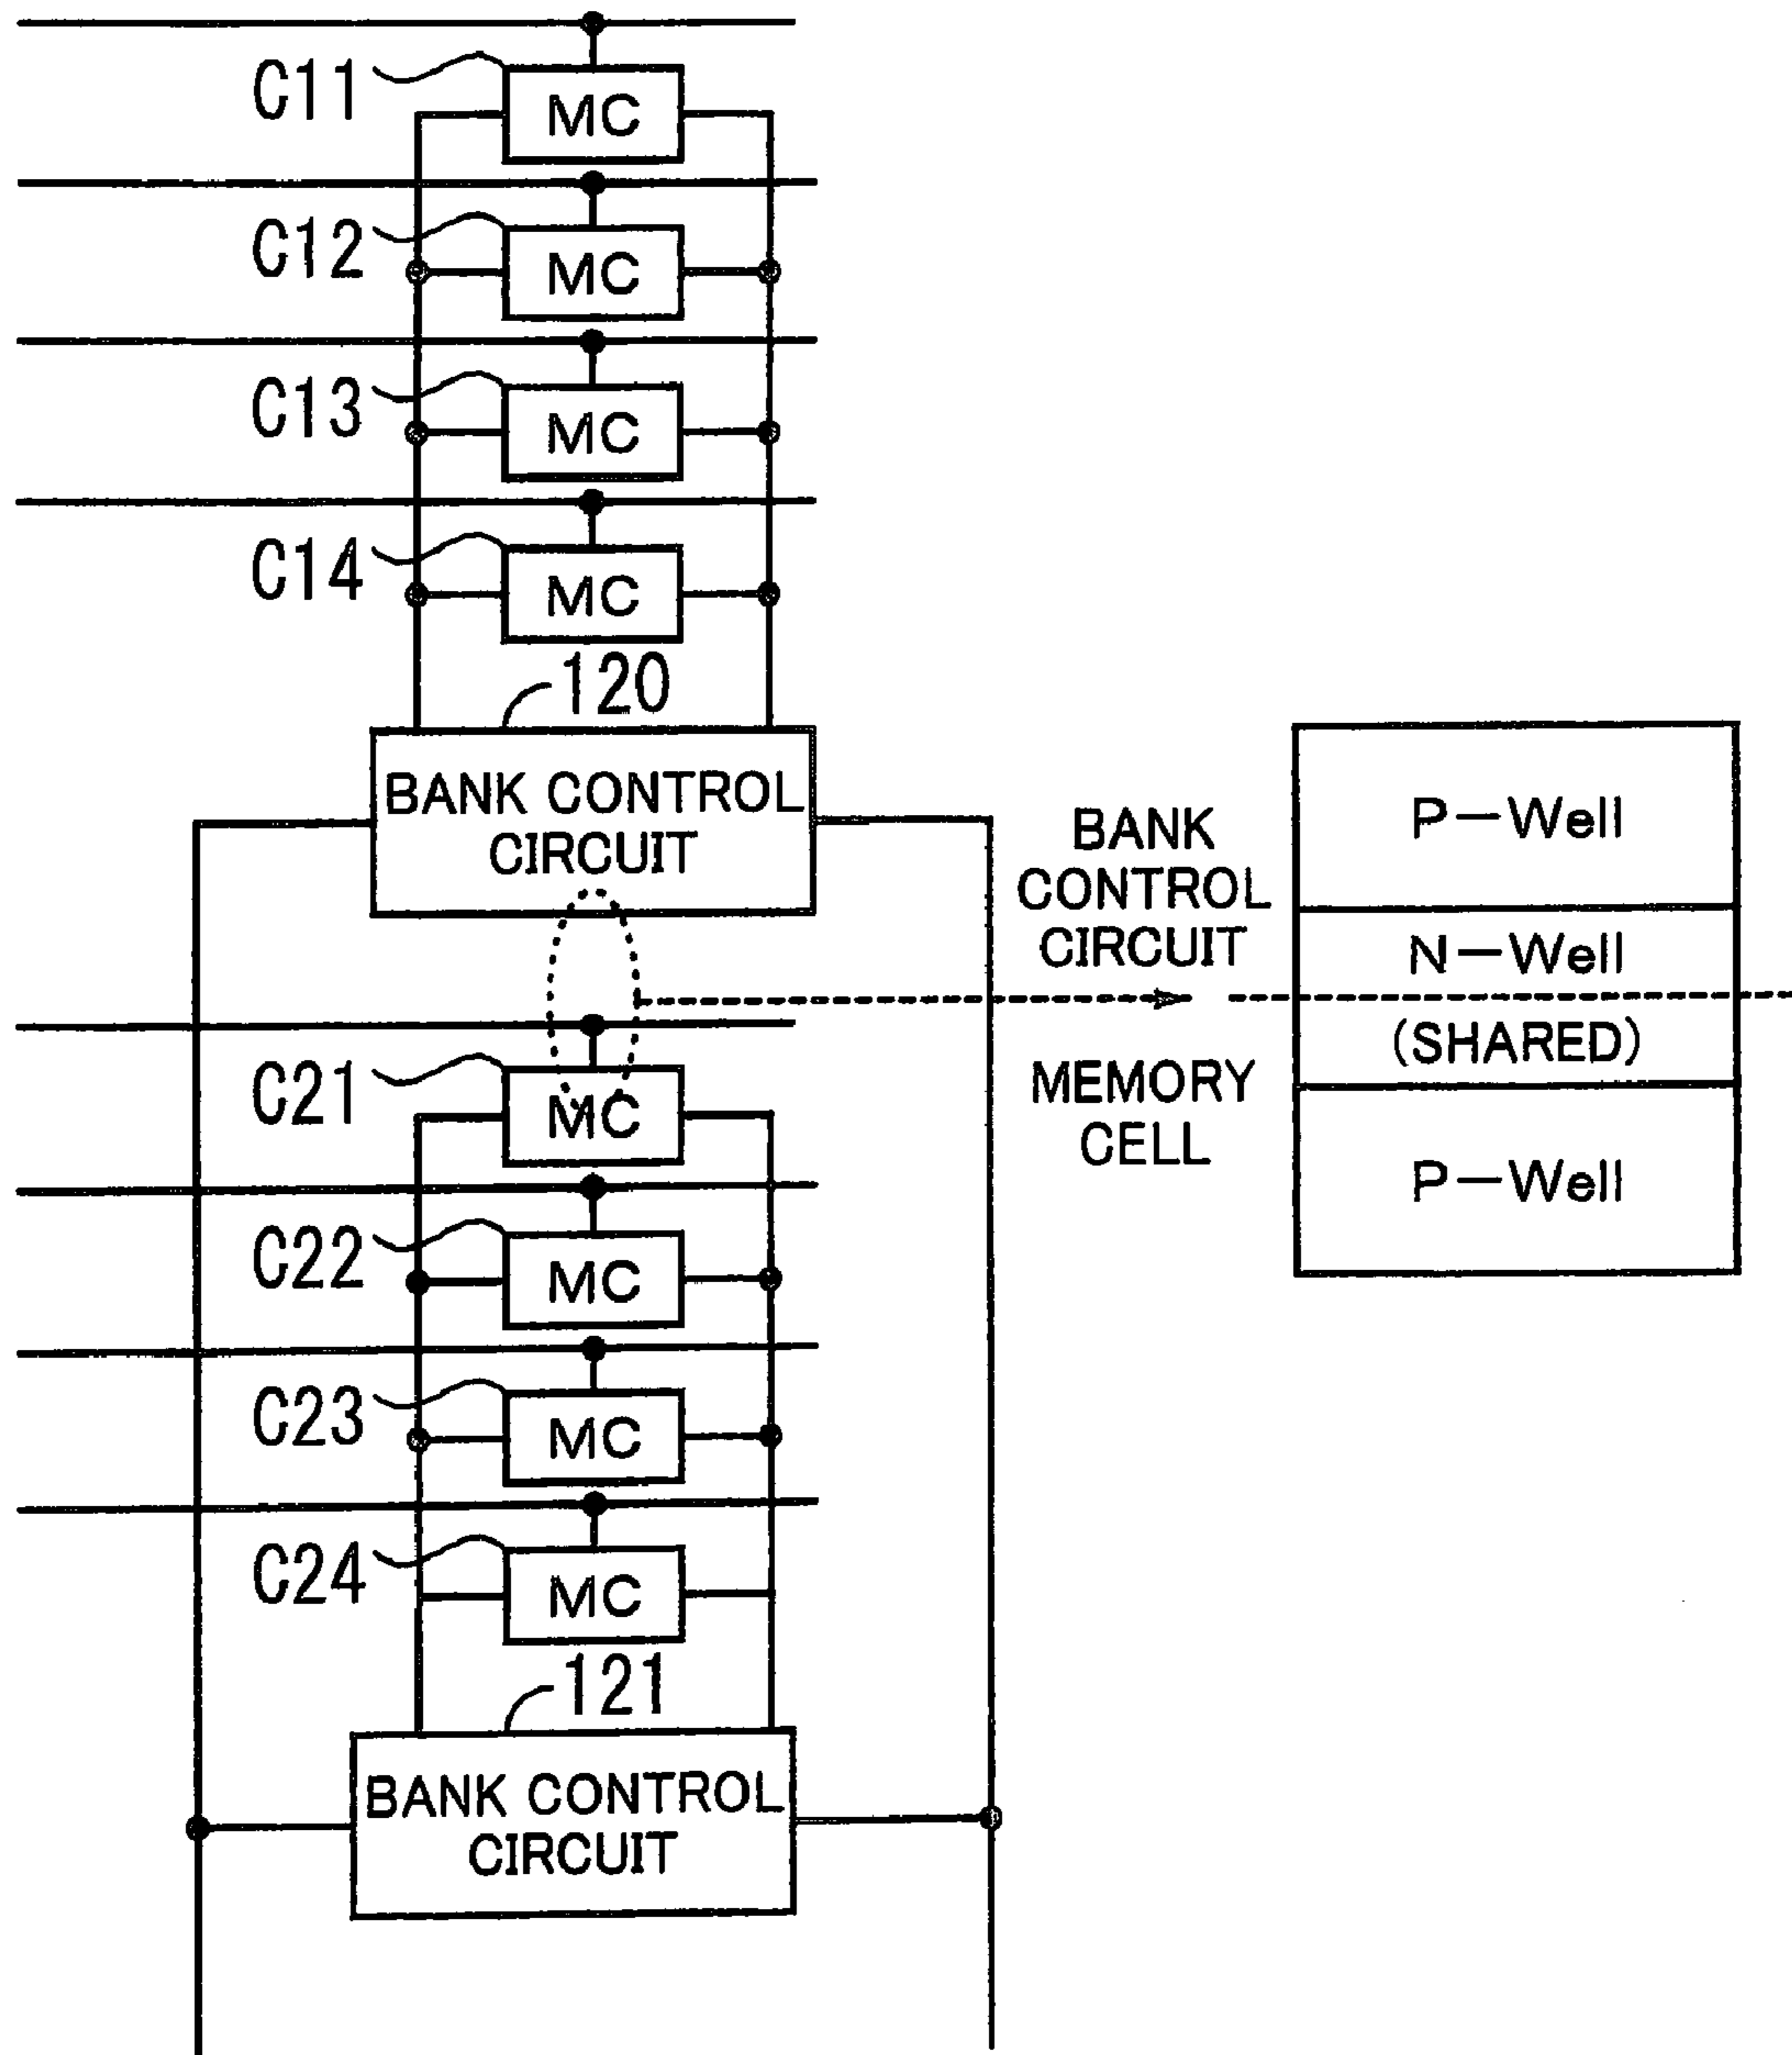 C11
MC
C12
MC
C13
MC
C14
MC
120
BANK CONTROL
CIRCUIT
BANK
CONTROL
CIRCUIT
P-Well
N-Well
(SHARED)
P-Well
MEMORY
CELL
C21
MC
C22
MC
C23
MC
C24
MC
121
BANK CONTROL
CIRCUIT